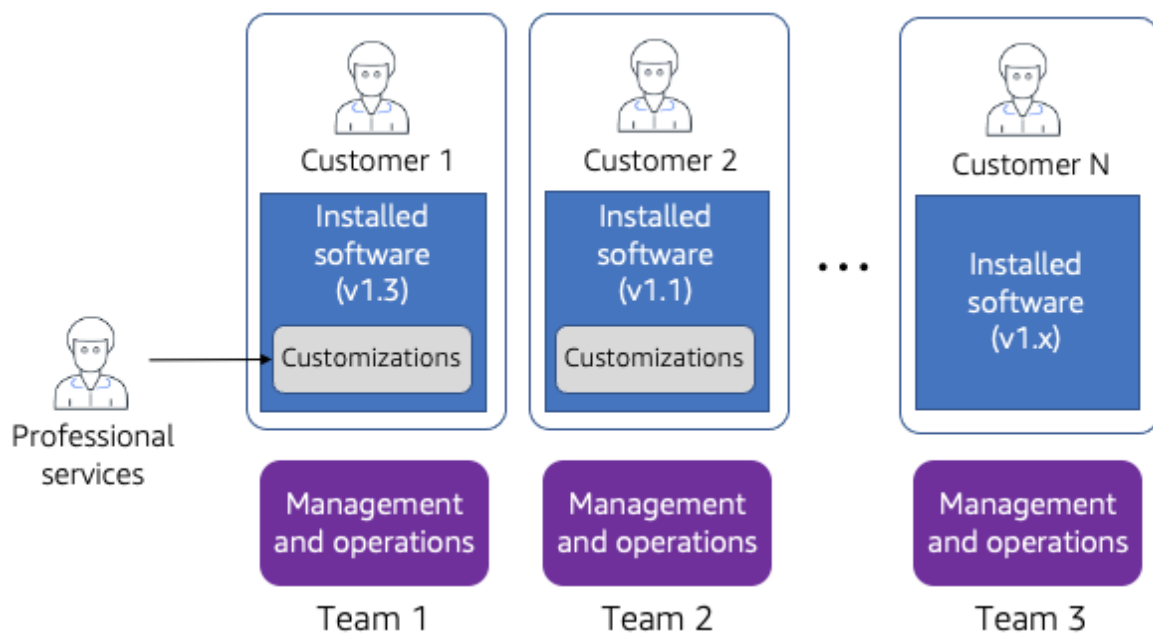 Customer 1
Installed
software
(v1.3)
Customizations
Customer 2
Installed
software
(v1.1)
Customizations
...
Customer N
Installed
software
(v1.x)
Professional
services
Management
and operations
Team 1
Management
and operations
Team 2
Management
and operations
Team 3